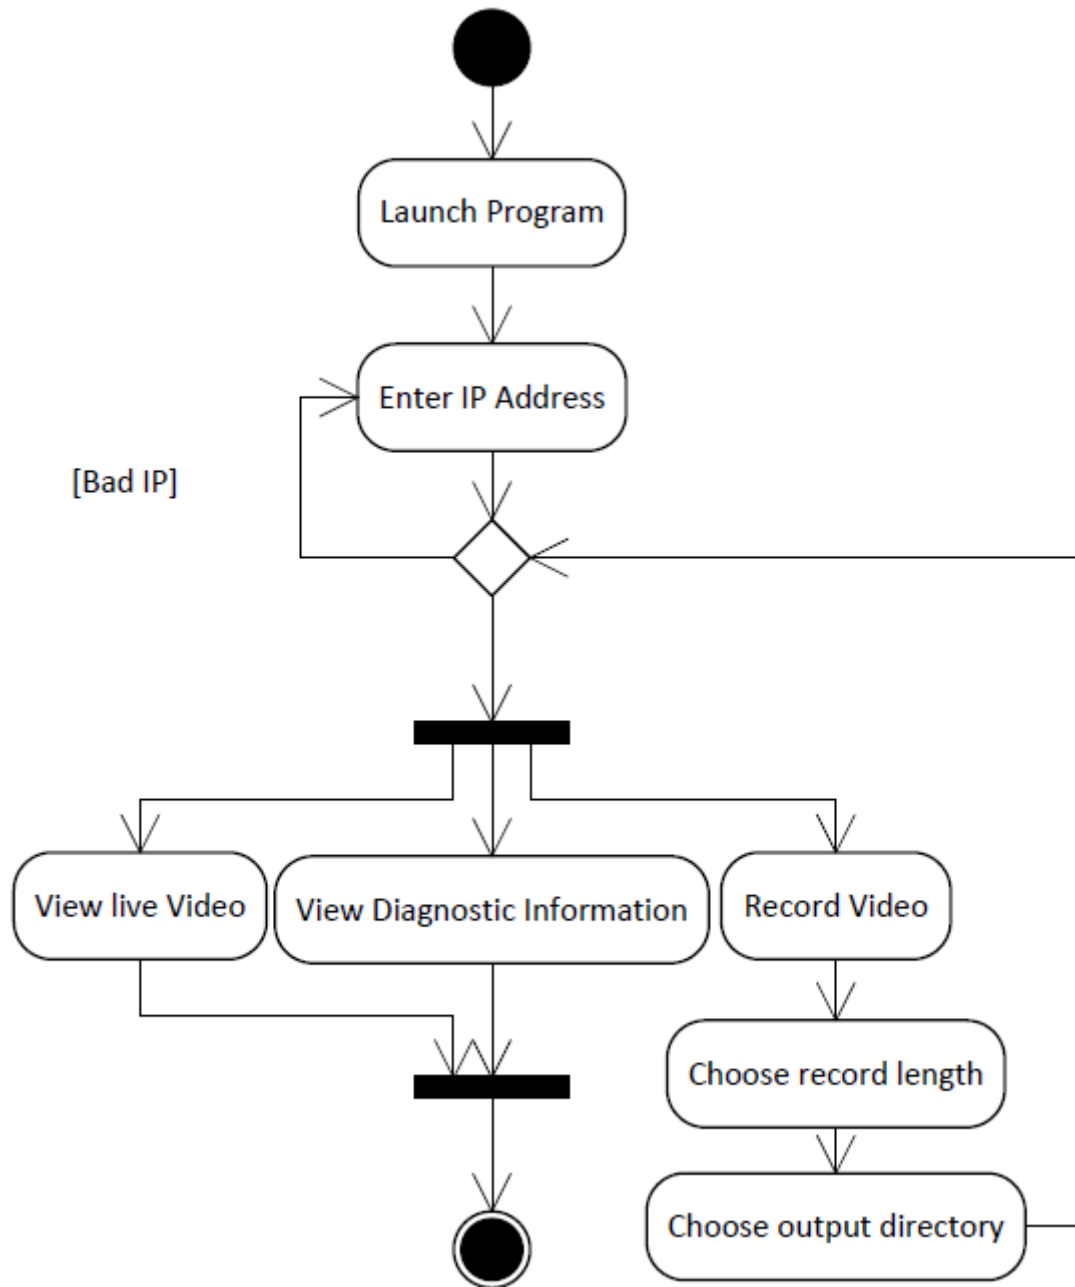 Launch Program
Enter IP Address
[Bad IP]
View live Video
View Diagnostic Information
Record Video
Choose record length
Choose output directory